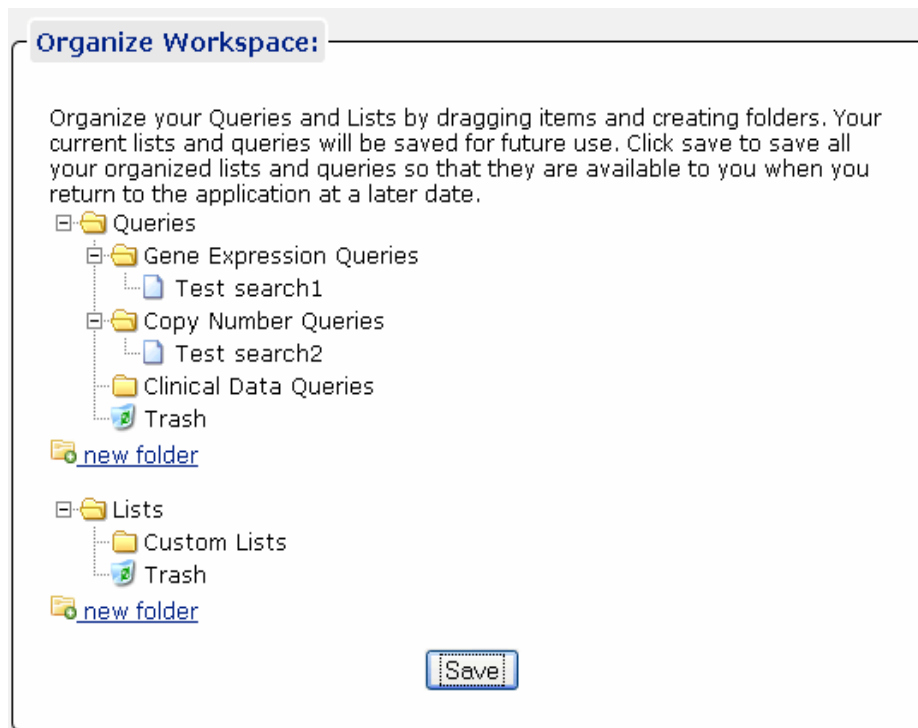 Organize Workspace:
Organize your Queries and Lists by dragging items and creating folders. Your
current lists and queries will be saved for future use. Click save to save all
your organized lists and queries so that they are available to you when you
return to the application at a later date.
Queries
Gene Expression Queries
Test search1
Copy Number Queries
Test search2
Clinical Data Queries
Trash
new folder
Lists
Custom Lists
Trash
new folder
Save